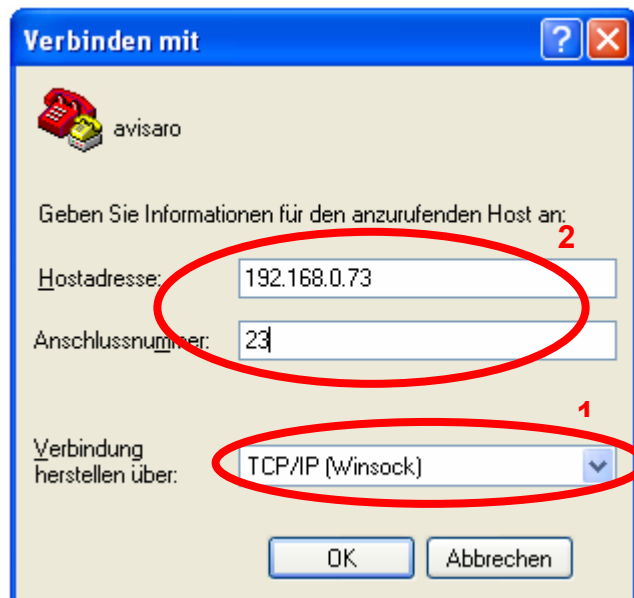 Verbinden mit
avisaro
Geben Sie Informationen für den anzurufenden Host an:
2
Hostadresse: 192.168.0.73
Anschlussnummer: 23
1
Verbindung
herstellen über: TCP/IP (Winsock)
OK Abbrechen